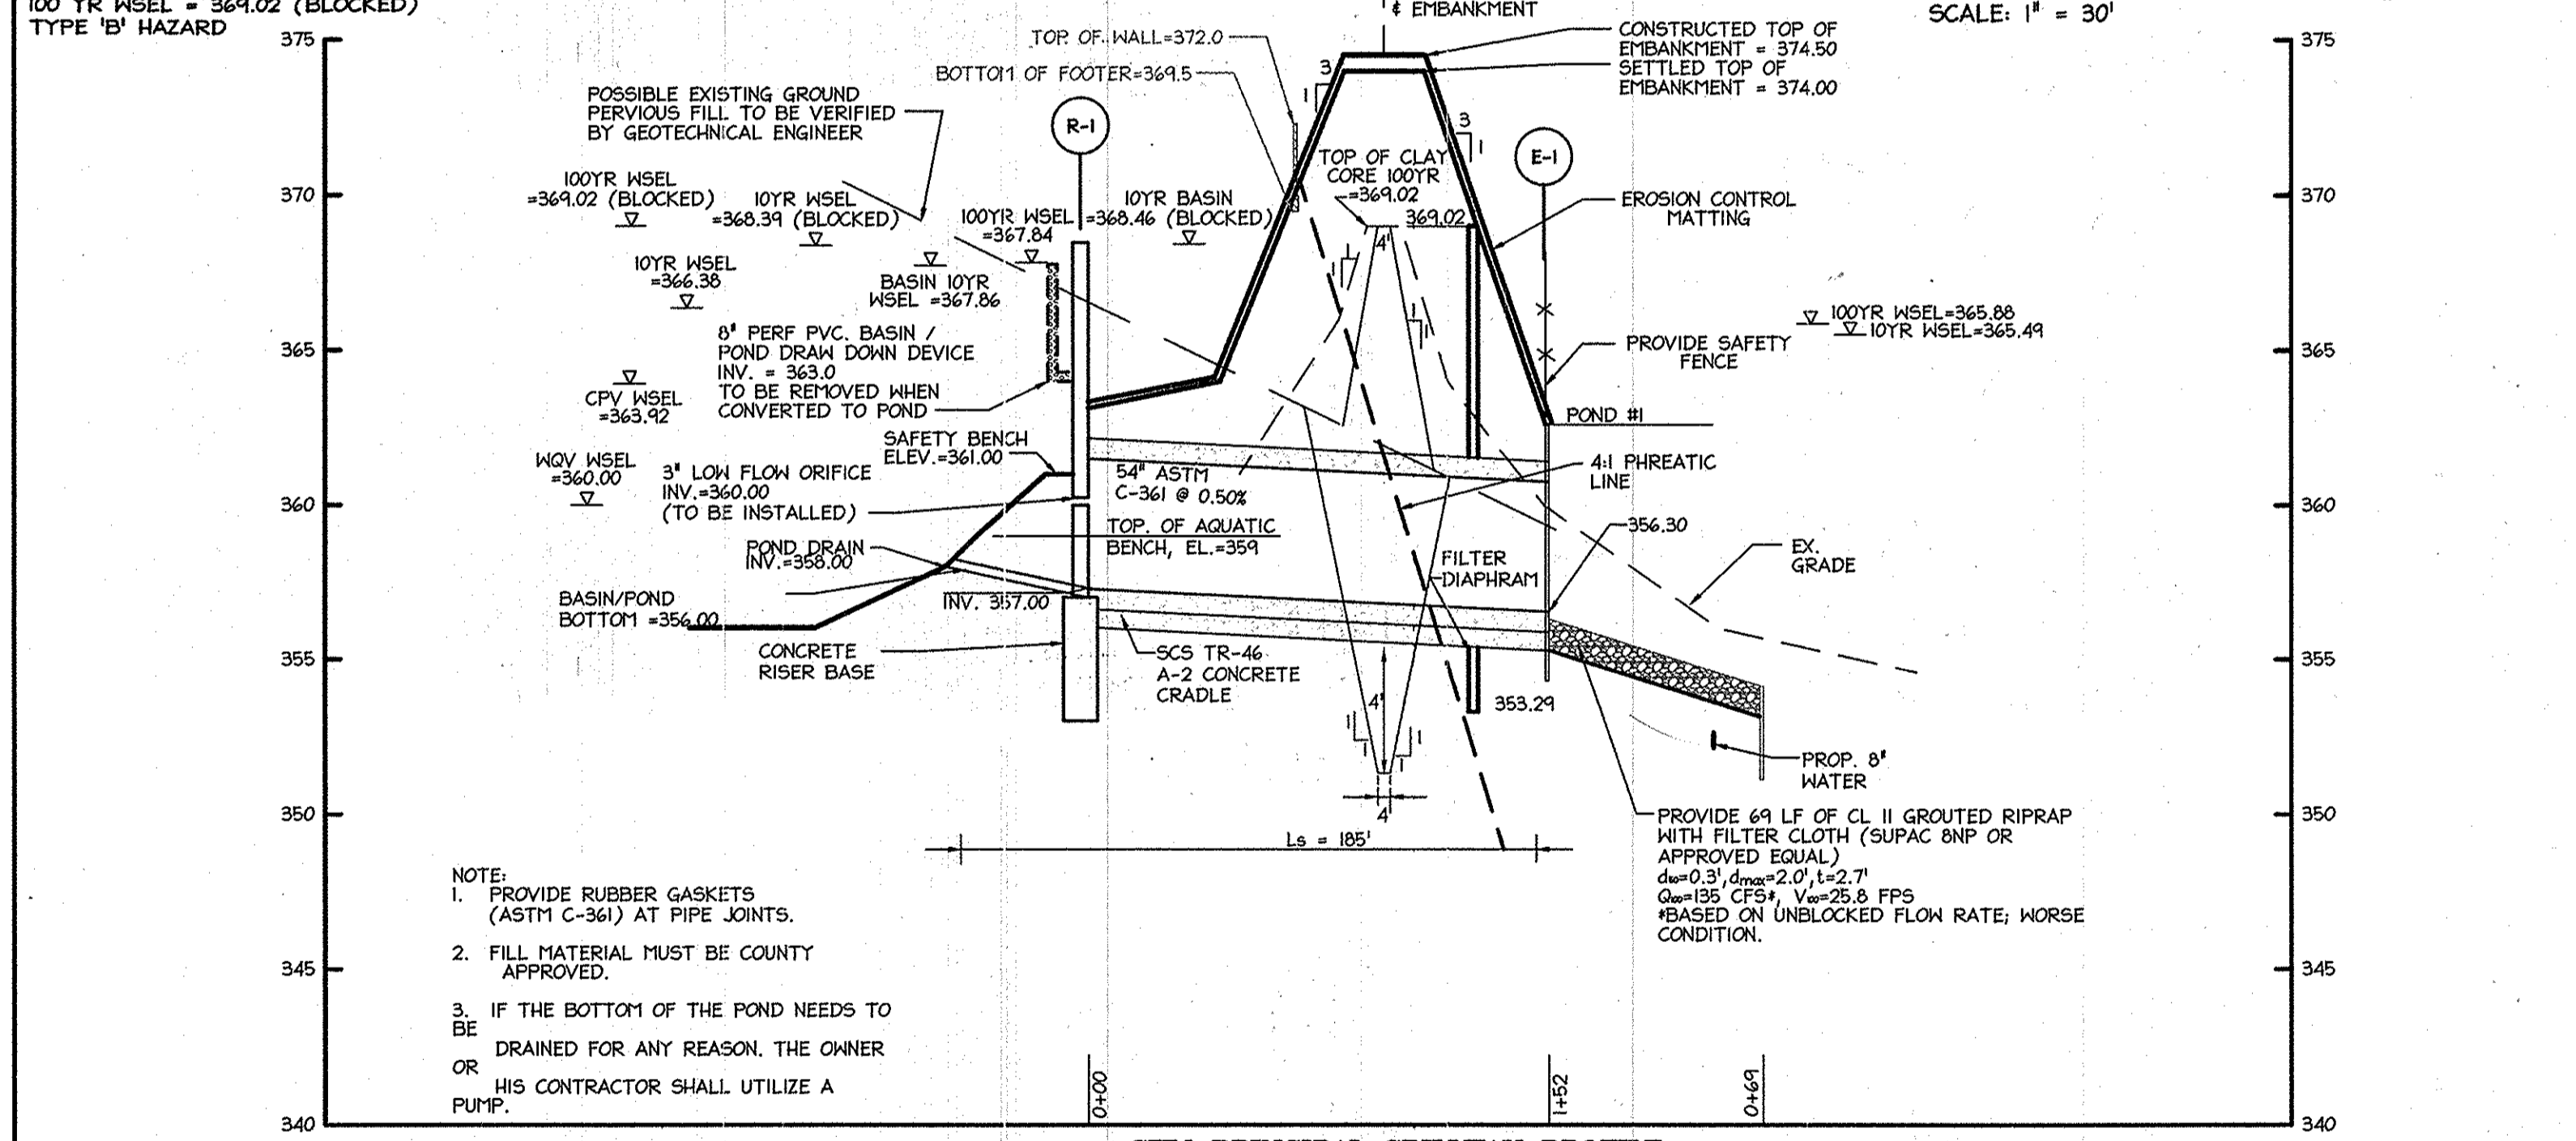 100 YR WSEL = 369.02 (BLOCKED)
TYPE 'B' HAZARD
℄ EMBANKMENT
SCALE: 1" = 30'
375
370
365
360
355
350
345
340
375
370
365
360
355
350
345
340
TOP OF WALL=372.0
BOTTOM OF FOOTER=369.5
CONSTRUCTED TOP OF
EMBANKMENT = 374.50
SETTLED TOP OF
EMBANKMENT = 374.00
POSSIBLE EXISTING GROUND
PERVIOUS FILL TO BE VERIFIED
BY GEOTECHNICAL ENGINEER
R-1
E-1
3
1
3
1
TOP OF CLAY
CORE 100YR
=369.02
369.02
4'
EROSION CONTROL
MATTING
100YR WSEL
=369.02 (BLOCKED)
10YR WSEL
=368.39 (BLOCKED)
100YR WSEL
=367.84
10YR BASIN
=368.46 (BLOCKED)
10YR WSEL
=366.38
BASIN 10YR
WSEL =367.86
1
1
1
1
100YR WSEL=365.88
10YR WSEL=365.49
8" PERF PVC. BASIN /
POND DRAW DOWN DEVICE
INV. = 363.0
TO BE REMOVED WHEN
CONVERTED TO POND
PROVIDE SAFETY
FENCE
CPV WSEL
=363.92
POND #1
SAFETY BENCH
ELEV.=361.00
WQV WSEL
=360.00
3" LOW FLOW ORIFICE
INV.=360.00
(TO BE INSTALLED)
54" ASTM
C-361 @ 0.50%
4:1 PHREATIC
LINE
TOP. OF AQUATIC
BENCH, EL.=359
356.30
POND DRAIN
INV.=358.00
FILTER
DIAPHRAM
EX.
GRADE
BASIN/POND
BOTTOM =356.00
INV. 357.00
CONCRETE
RISER BASE
SCS TR-46
A-2 CONCRETE
CRADLE
4'
353.29
1
1
1
1
4'
PROP. 8"
WATER
Ls = 185'
PROVIDE 69 LF OF CL II GROUTED RIPRAP
WITH FILTER CLOTH (SUPAC 8NP OR
APPROVED EQUAL)
=0.3', dmax=2.0', t=2.7'
=135 CFS*, =25.8 FPS
*BASED ON UNBLOCKED FLOW RATE; WORSE
CONDITION.
NOTE:
1. PROVIDE RUBBER GASKETS
(ASTM C-361) AT PIPE JOINTS.
2. FILL MATERIAL MUST BE COUNTY
APPROVED.
3. IF THE BOTTOM OF THE POND NEEDS TO
BE
DRAINED FOR ANY REASON. THE OWNER
OR
HIS CONTRACTOR SHALL UTILIZE A
PUMP.
0+00
1+52
0+69